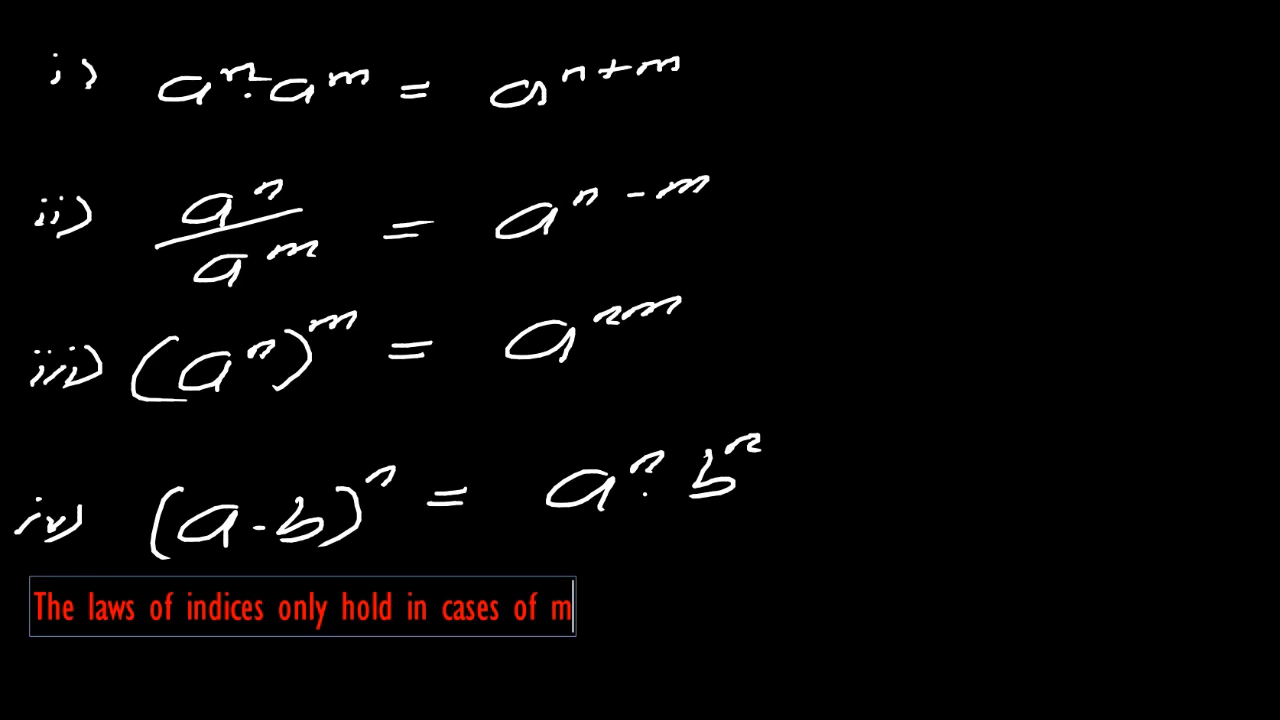 i) aⁿ·aᵐ = aⁿ⁺ᵐ
ii) aⁿ/aᵐ = aⁿ⁻ᵐ
iii) (aⁿ)ᵐ = aⁿᵐ
iv) (a·b)ⁿ = aⁿ·bⁿ
The laws of indices only hold in cases of m